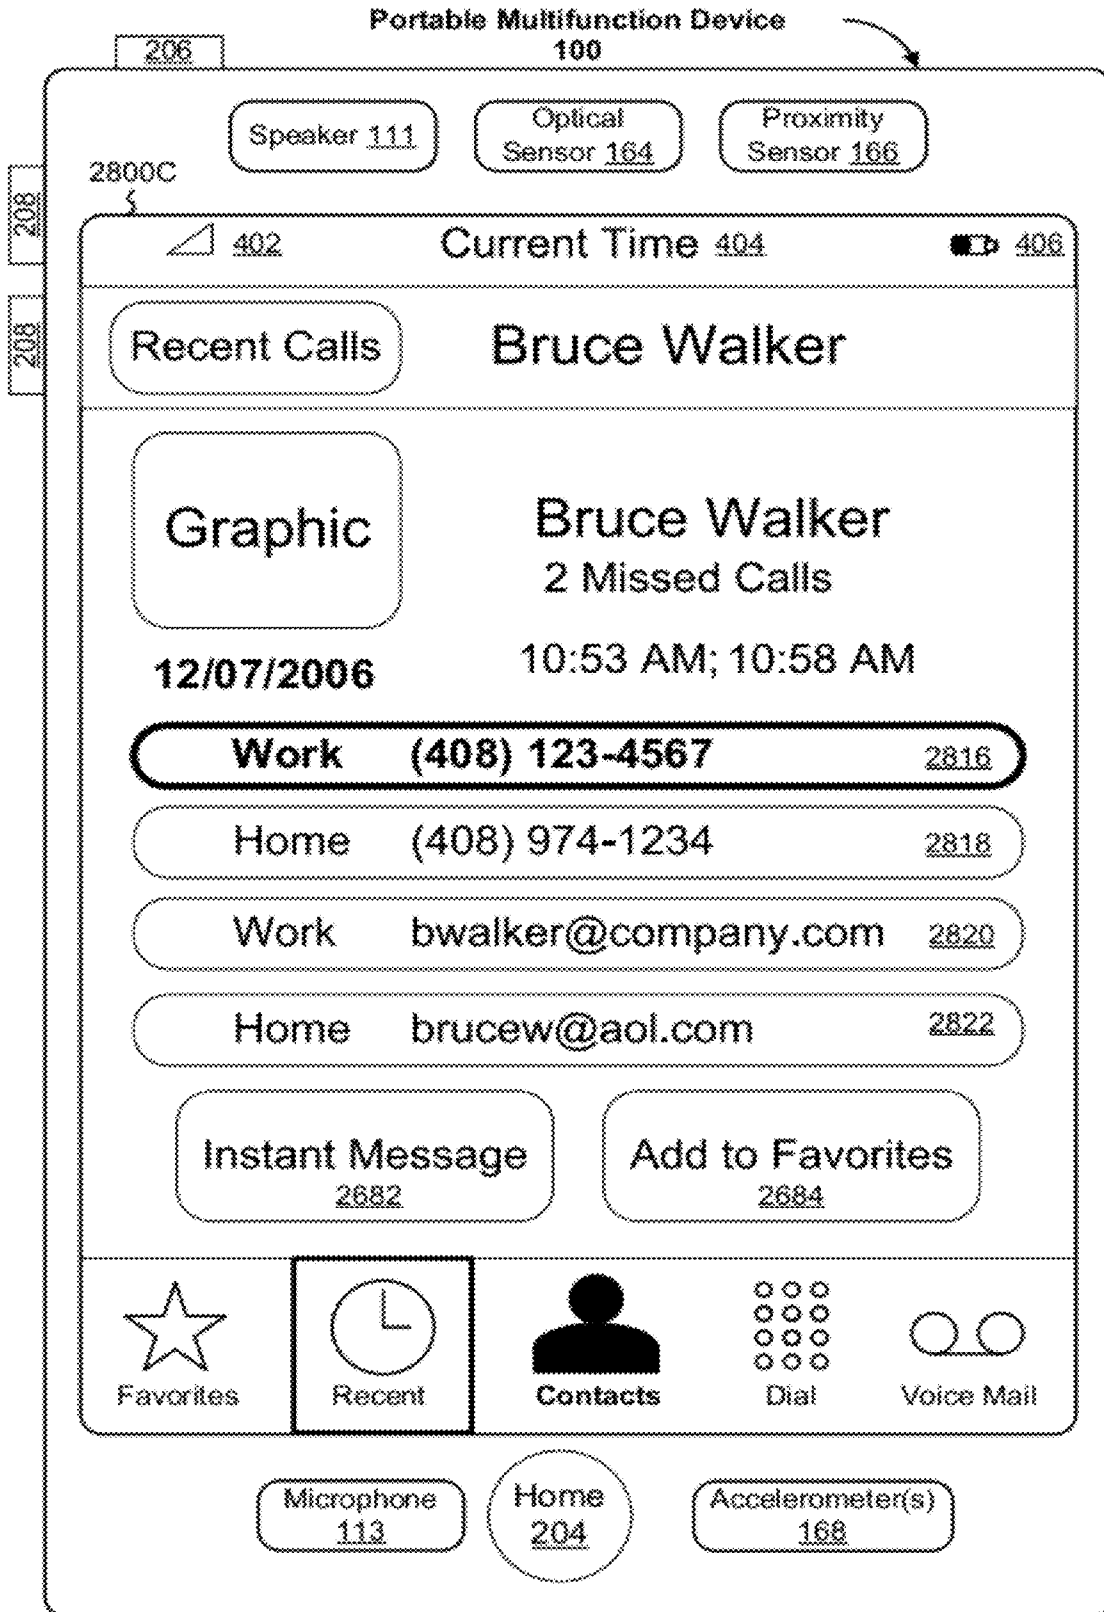 Portable Multifunction Device
100
206
Speaker 111
Optical
Sensor 164
Proximity
Sensor 166
2800C
208
208
402
Current Time 404
406
Recent Calls
Bruce Walker
Graphic
Bruce Walker
2 Missed Calls
12/07/2006
10:53 AM; 10:58 AM
Work (408) 123-4567 2816
Home (408) 974-1234 2818
Work bwalker@company.com 2820
Home brucew@aol.com 2822
Instant Message
2682
Add to Favorites
2684
Favorites
Recent
Contacts
Dial
Voice Mail
Microphone
113
Home
204
Accelerometer(s)
168